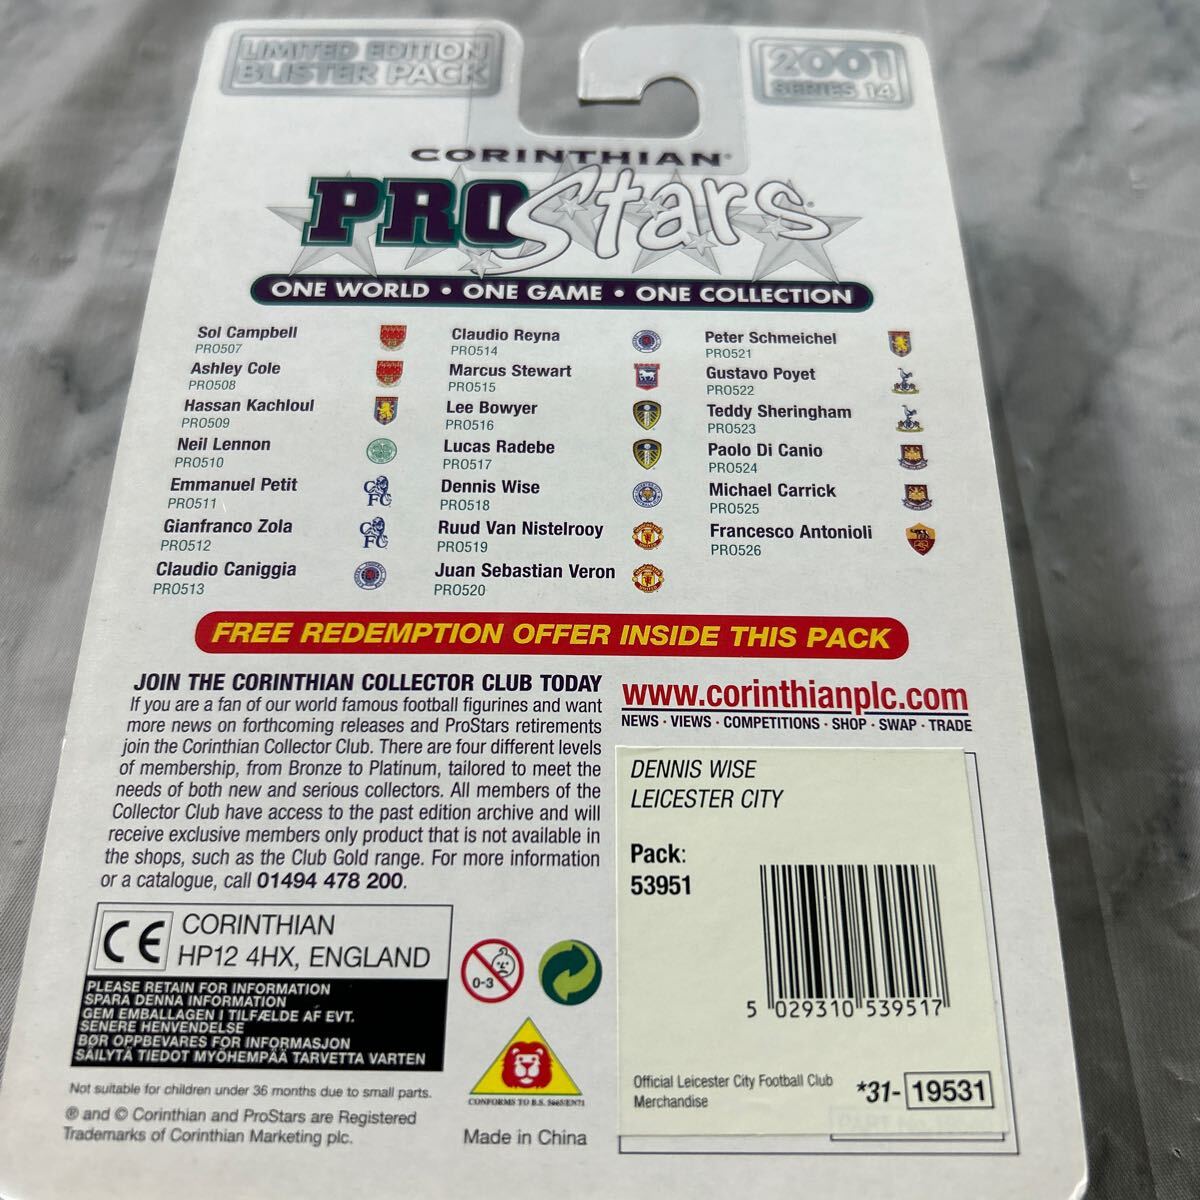 LIMITED EDITION
BLISTER PACK
2001
SERIES 14
CORINTHIAN®
PROStars®
ONE WORLD • ONE GAME • ONE COLLECTION
Sol Campbell
PRO507
Ashley Cole
PRO508
Hassan Kachloul
PRO509
Neil Lennon
PRO510
Emmanuel Petit
PRO511
Gianfranco Zola
PRO512
Claudio Caniggia
PRO513
Claudio Reyna
PRO514
Marcus Stewart
PRO515
Lee Bowyer
PRO516
Lucas Radebe
PRO517
Dennis Wise
PRO518
Ruud Van Nistelrooy
PRO519
Juan Sebastian Veron
PRO520
Peter Schmeichel
PRO521
Gustavo Poyet
PRO522
Teddy Sheringham
PRO523
Paolo Di Canio
PRO524
Michael Carrick
PRO525
Francesco Antonioli
PRO526
FREE REDEMPTION OFFER INSIDE THIS PACK
JOIN THE CORINTHIAN COLLECTOR CLUB TODAY
If you are a fan of our world famous football figurines and want
more news on forthcoming releases and ProStars retirements
join the Corinthian Collector Club. There are four different levels
of membership, from Bronze to Platinum, tailored to meet the
needs of both new and serious collectors. All members of the
Collector Club have access to the past edition archive and will
receive exclusive members only product that is not available in
the shops, such as the Club Gold range. For more information
or a catalogue, call 01494 478 200.
www.corinthianplc.com
NEWS · VIEWS · COMPETITIONS · SHOP · SWAP · TRADE
DENNIS WISE
LEICESTER CITY
Pack:
53951
5 029310 539517
Official Leicester City Football Club
Merchandise
*31- 19531
CE
CORINTHIAN
HP12 4HX, ENGLAND
PLEASE RETAIN FOR INFORMATION
SPARA DENNA INFORMATION
GEM EMBALLAGEN I TILFÆLDE AF EVT.
SENERE HENVENDELSE
BØR OPPBEVARES FOR INFORMASJON
SÄILYTÄ TIEDOT MYÖHEMPÄÄ TARVETTA VARTEN
0-3
CONFORMS TO B.S. 5665/EN71
Not suitable for children under 36 months due to small parts.
® and © Corinthian and ProStars are Registered
Trademarks of Corinthian Marketing plc.
Made in China